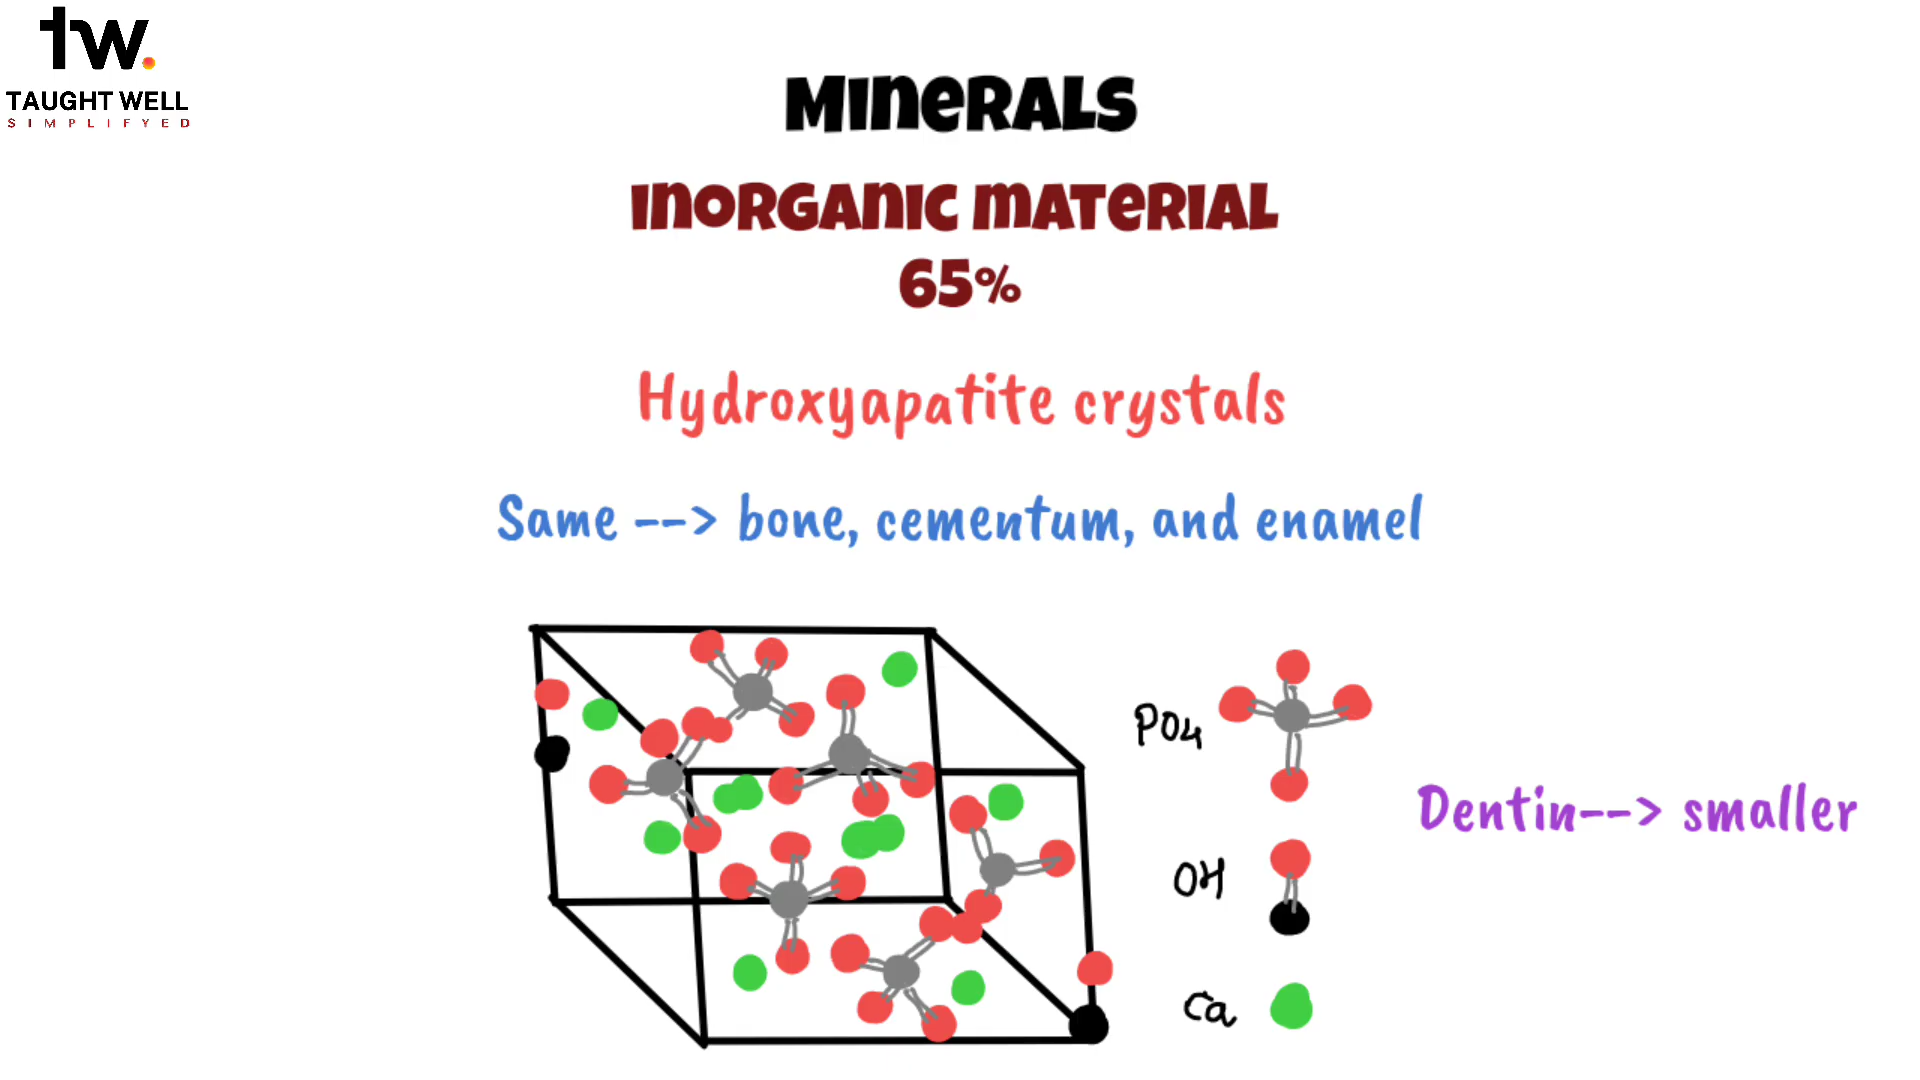 tw.
TAUGHT WELL
SIMPLIFYED
Minerals
Inorganic material
65%
Hydroxyapatite crystals
Same --> bone, cementum, and enamel
PO4
Dentin--> smaller
OH
Ca